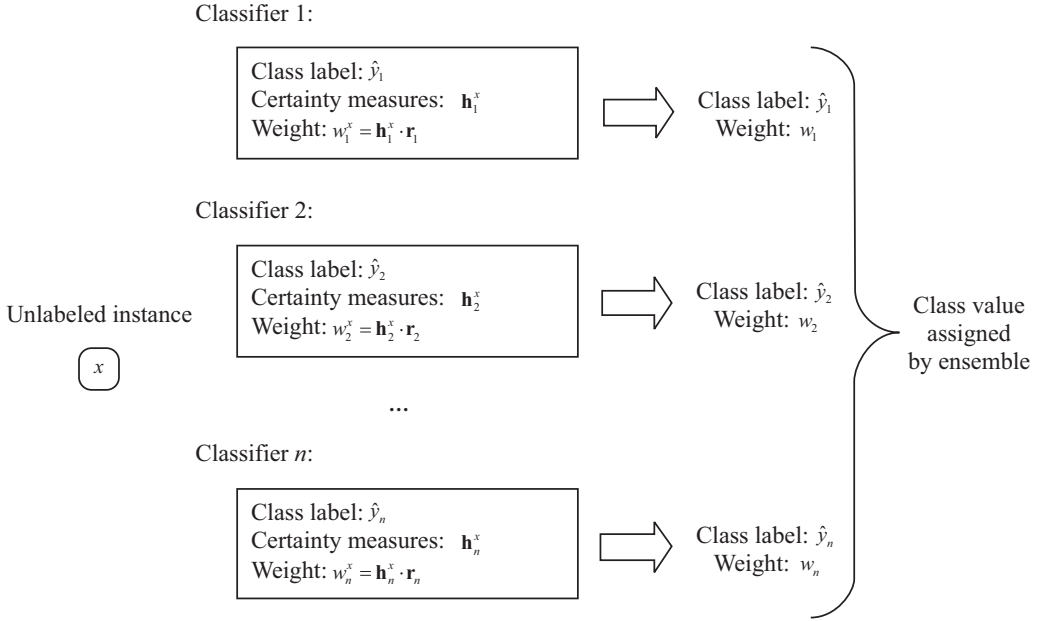 Classifier 1:
Class label: ŷ₁
Certainty measures: h₁ˣ
Weight: w₁ˣ = h₁ˣ · r₁
Class label: ŷ₁
Weight: w₁
Classifier 2:
Class label: ŷ₂
Certainty measures: h₂ˣ
Weight: w₂ˣ = h₂ˣ · r₂
Class label: ŷ₂
Weight: w₂
Unlabeled instance
x
Class value
assigned
by ensemble
...
Classifier n:
Class label: ŷₙ
Certainty measures: hₙˣ
Weight: wₙˣ = hₙˣ · rₙ
Class label: ŷₙ
Weight: wₙ